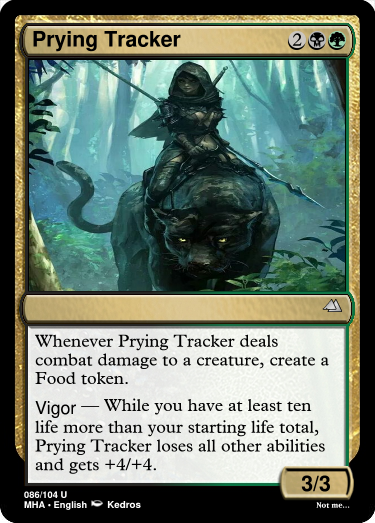 Prying Tracker 2
Whenever Prying Tracker deals
combat damage to a creature, create a
Food token.
Vigor — While you have at least ten
life more than your starting life total,
Prying Tracker loses all other abilities
and gets +4/+4.
3/3
086/104 U
MHA • English Kedros
Not me...